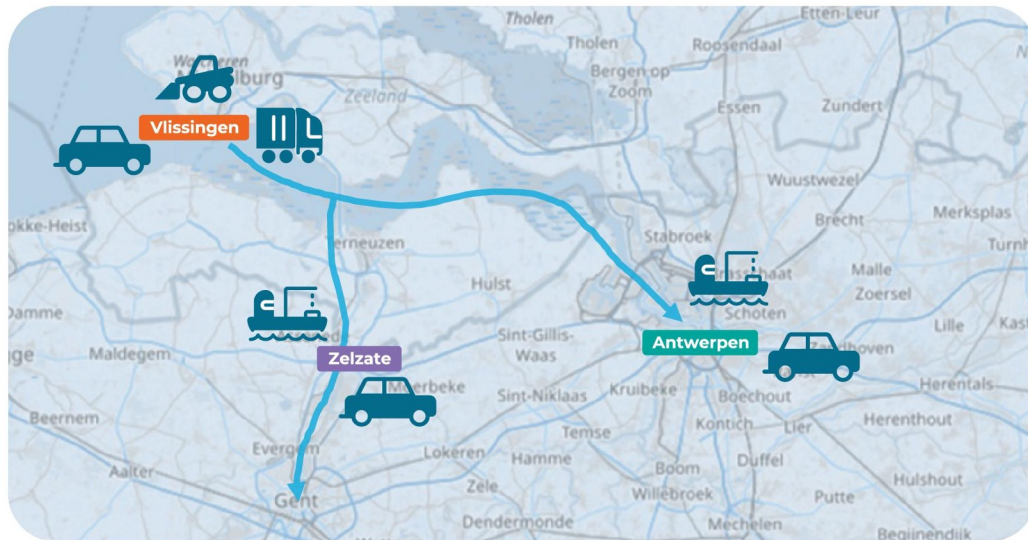 Tholen
Etten-Leur
Tholen
Roosendaal
Bergen op
Zoom
Zeeland
Essen
Zundert
Vlissingen
Wuustwezel
Brecht
Merksplas
Stabroek
Hulst
Malle
Zoersel
Schoten
Damme
Lille
Maldegem
Sint-Gillis-
Waas
Antwerpen
Zelzate
Herentals
Kruibeke
Boechout
Sint-Niklaas
Beernem
Kontich
Lier
Herenthout
Temse
Evergem
Lokeren
Hamme
Duffel
Boom
Aalter
Hulshout
Zele
Willebroek
Putte
Gent
Dendermonde
Mechelen
Begijnendijk